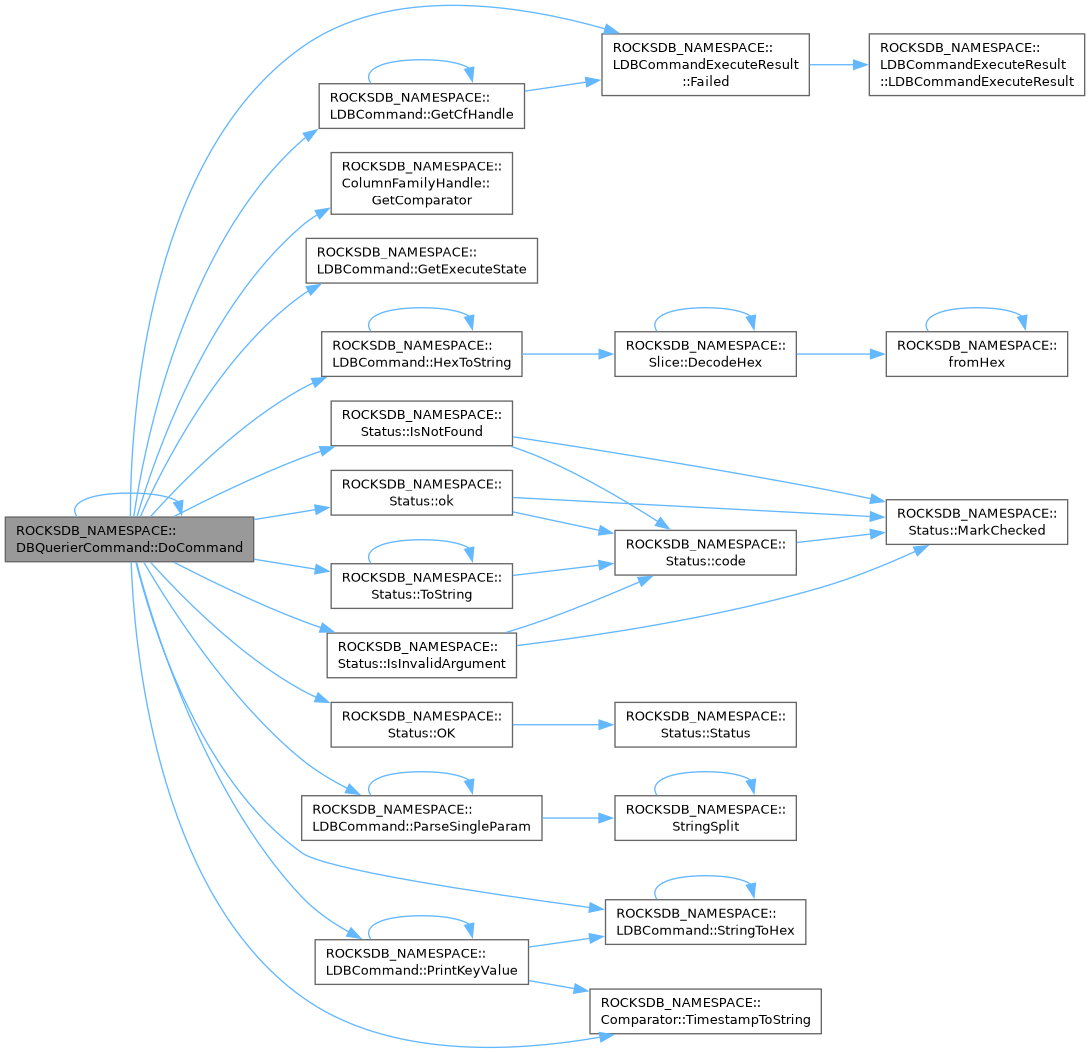 ROCKSDB_NAMESPACE::
LDBCommandExecuteResult
::Failed
ROCKSDB_NAMESPACE::
LDBCommandExecuteResult
::LDBCommandExecuteResult
ROCKSDB_NAMESPACE::
LDBCommand::GetCfHandle
ROCKSDB_NAMESPACE::
ColumnFamilyHandle::
GetComparator
ROCKSDB_NAMESPACE::
LDBCommand::GetExecuteState
ROCKSDB_NAMESPACE::
LDBCommand::HexToString
ROCKSDB_NAMESPACE::
Slice::DecodeHex
ROCKSDB_NAMESPACE::
fromHex
ROCKSDB_NAMESPACE::
Status::IsNotFound
ROCKSDB_NAMESPACE::
Status::ok
ROCKSDB_NAMESPACE::
Status::MarkChecked
ROCKSDB_NAMESPACE::
DBQuerierCommand::DoCommand
ROCKSDB_NAMESPACE::
Status::code
ROCKSDB_NAMESPACE::
Status::ToString
ROCKSDB_NAMESPACE::
Status::IsInvalidArgument
ROCKSDB_NAMESPACE::
Status::OK
ROCKSDB_NAMESPACE::
Status::Status
ROCKSDB_NAMESPACE::
LDBCommand::ParseSingleParam
ROCKSDB_NAMESPACE::
StringSplit
ROCKSDB_NAMESPACE::
LDBCommand::StringToHex
ROCKSDB_NAMESPACE::
LDBCommand::PrintKeyValue
ROCKSDB_NAMESPACE::
Comparator::TimestampToString